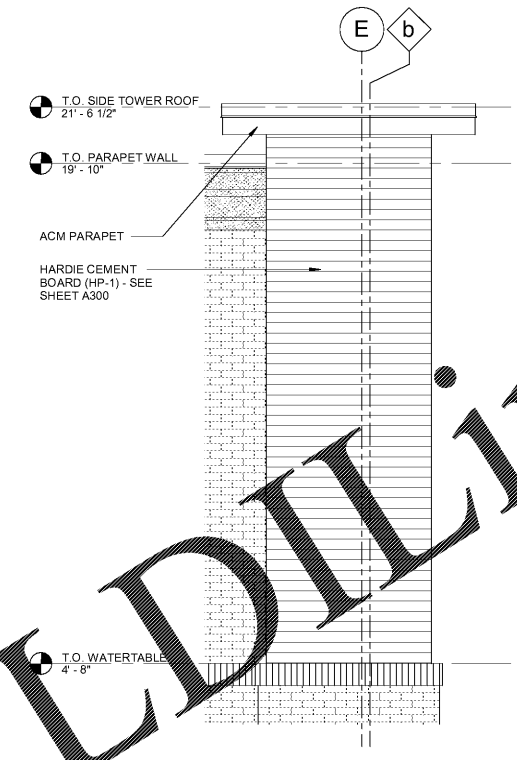 E b
T.O. SIDE TOWER ROOF
21' - 6 1/2"
T.O. PARAPET WALL
19' - 10"
ACM PARAPET
HARDIE CEMENT
BOARD (HP-1) - SEE
SHEET A300
LDILi
T.O. WATERTABLE
4' - 8"